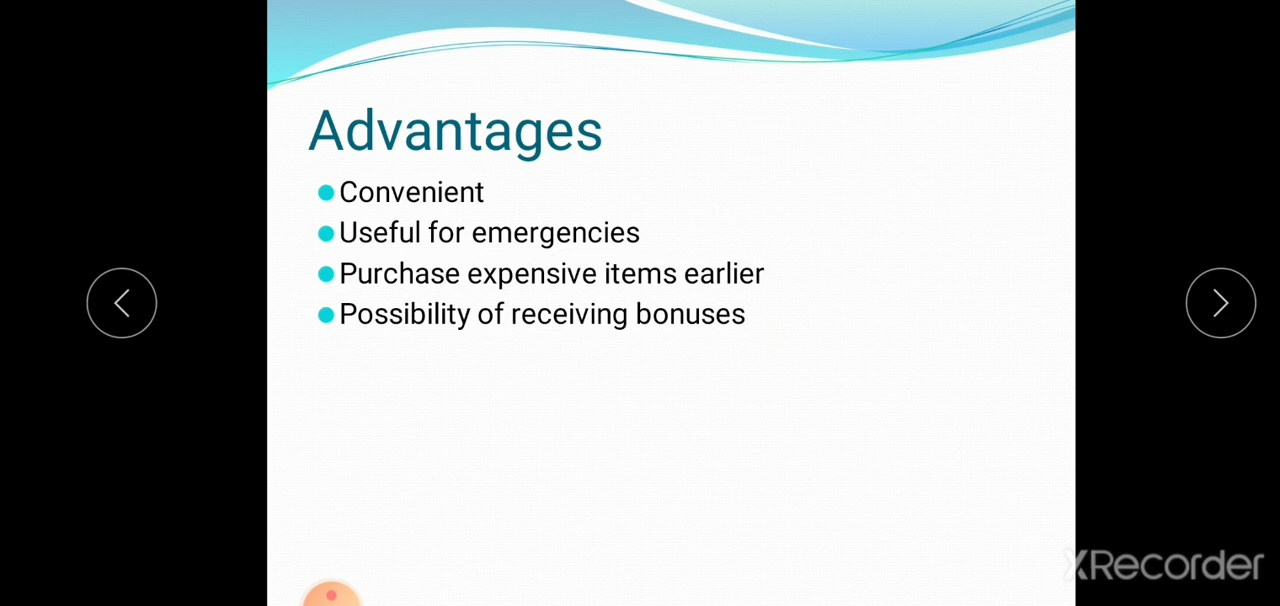 Advantages
Convenient
Useful for emergencies
Purchase expensive items earlier
Possibility of receiving bonuses
XRecorder